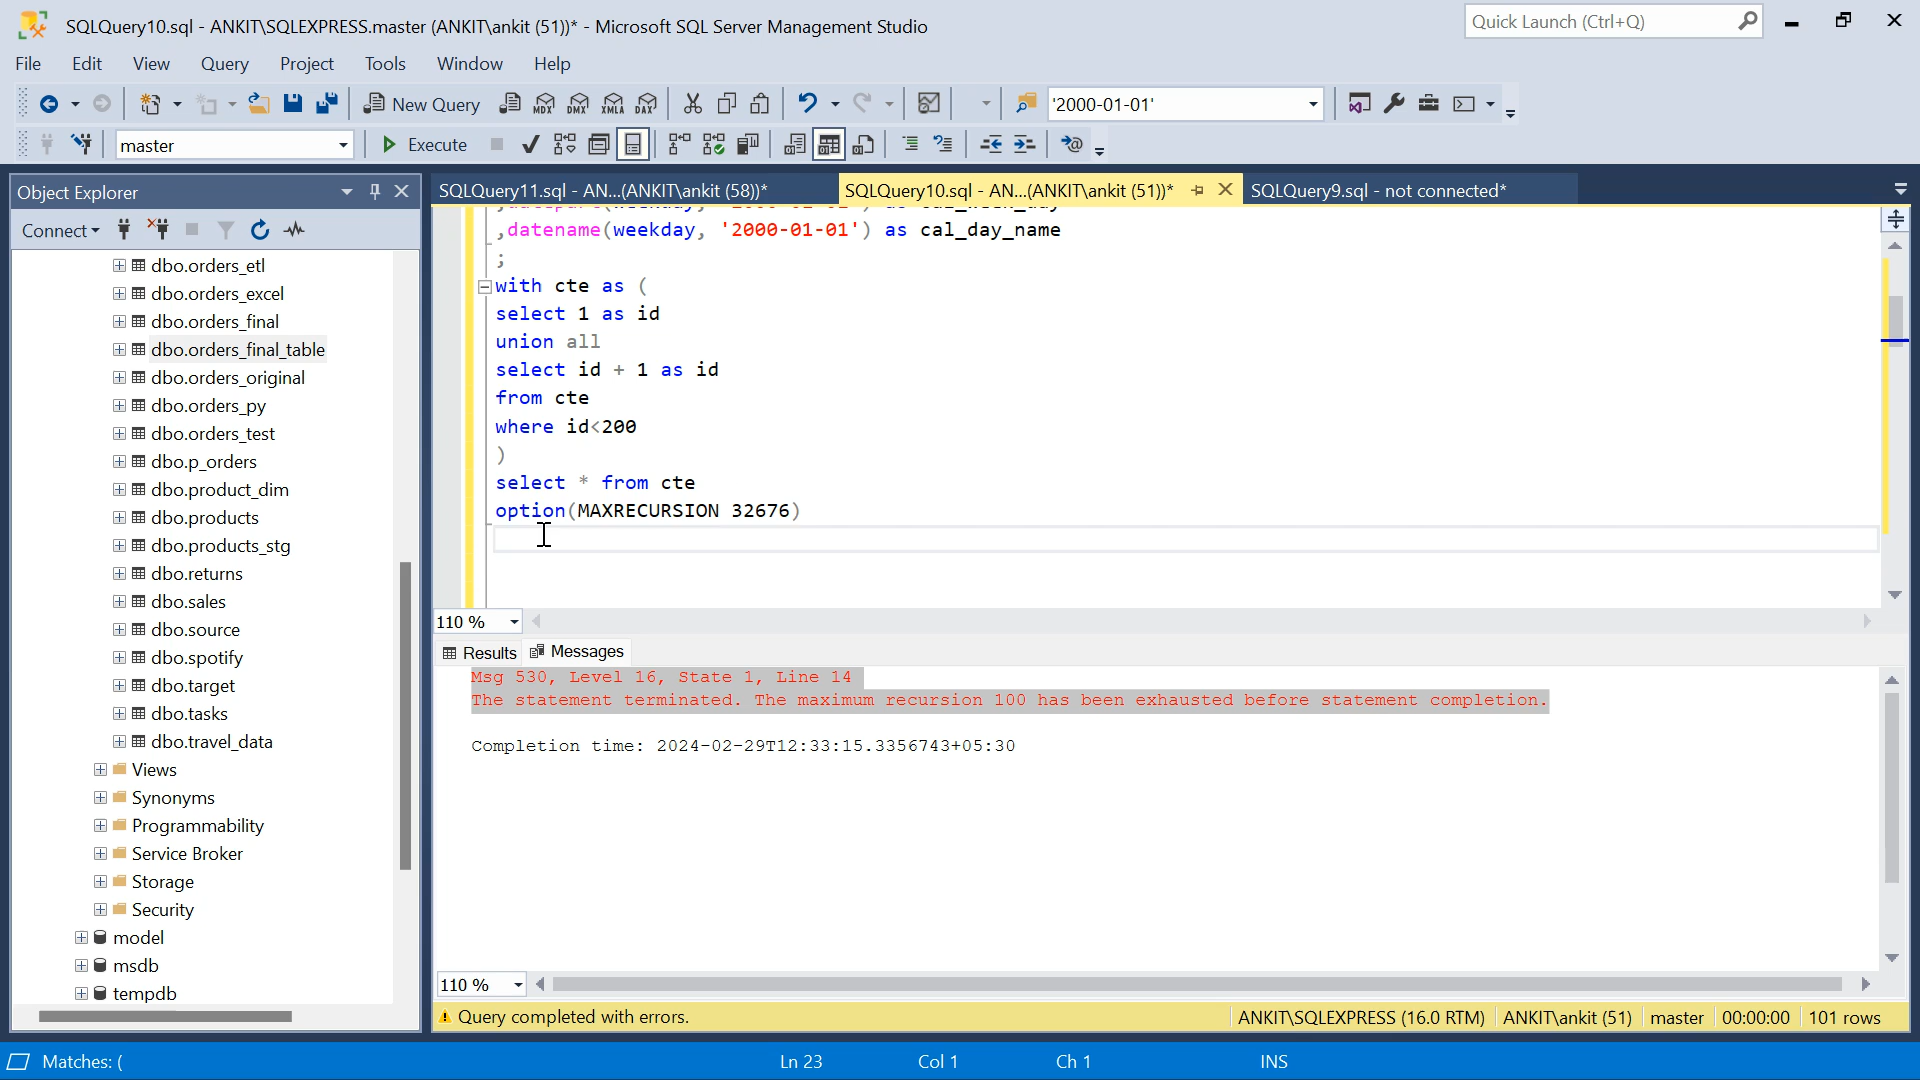 SQLQuery10.sql - ANKIT\SQLEXPRESS.master (ANKIT\ankit (51))* - Microsoft SQL Server Management Studio
Quick Launch (Ctrl+Q)
File Edit View Query Project Tools Window Help
New Query MDX DMX XMLA DAX '2000-01-01'
master Execute
Object Explorer
SQLQuery11.sql - AN...(ANKIT\ankit (58))* SQLQuery10.sql - AN...(ANKIT\ankit (51))* SQLQuery9.sql - not connected*
Connect
dbo.orders_etl
dbo.orders_excel
dbo.orders_final
dbo.orders_final_table
dbo.orders_original
dbo.orders_py
dbo.orders_test
dbo.p_orders
dbo.product_dim
dbo.products
dbo.products_stg
dbo.returns
dbo.sales
dbo.source
dbo.spotify
dbo.target
dbo.tasks
dbo.travel_data
Views
Synonyms
Programmability
Service Broker
Storage
Security
model
msdb
tempdb
,datename(weekday, '2000-01-01') as cal_day_name
;
with cte as (
select 1 as id
union all
select id + 1 as id
from cte
where id<200
)
select * from cte
option(MAXRECURSION 32676)
110 %
Results Messages
Msg 530, Level 16, State 1, Line 14
The statement terminated. The maximum recursion 100 has been exhausted before statement completion.
Completion time: 2024-02-29T12:33:15.3356743+05:30
110 %
Query completed with errors. ANKIT\SQLEXPRESS (16.0 RTM) ANKIT\ankit (51) master 00:00:00 101 rows
Matches: ( Ln 23 Col 1 Ch 1 INS